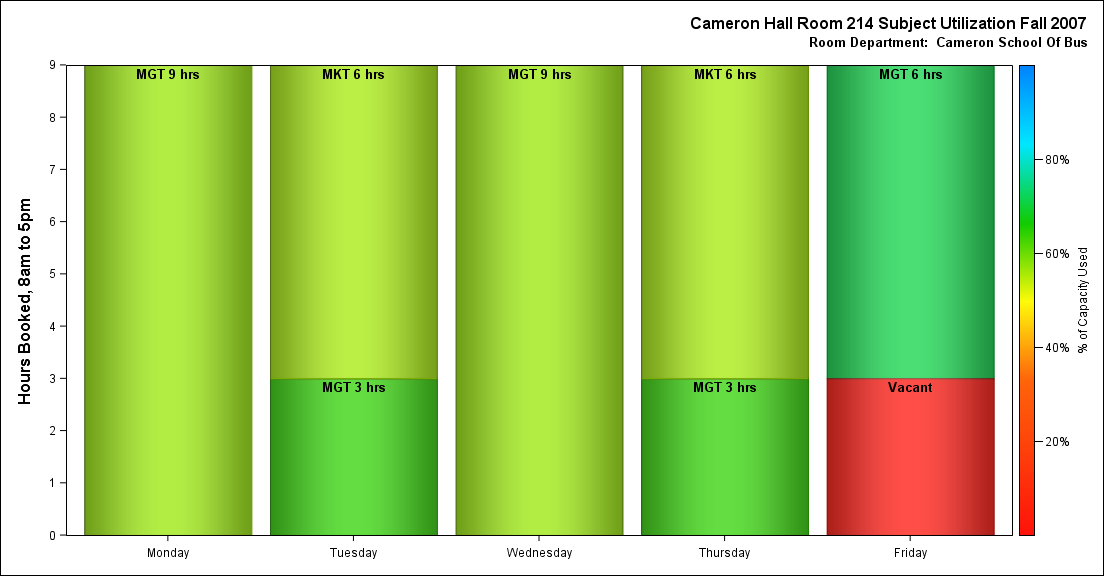 Cameron Hall Room 214 Subject Utilization Fall 2007
Room Department:  Cameron School Of Bus
Hours Booked, 8am to 5pm
9
8
7
6
5
4
3
2
1
0
MGT 9 hrs
MKT 6 hrs
MGT 9 hrs
MKT 6 hrs
MGT 6 hrs
MGT 3 hrs
MGT 3 hrs
Vacant
Monday
Tuesday
Wednesday
Thursday
Friday
80%
60%
40%
20%
% of Capacity Used